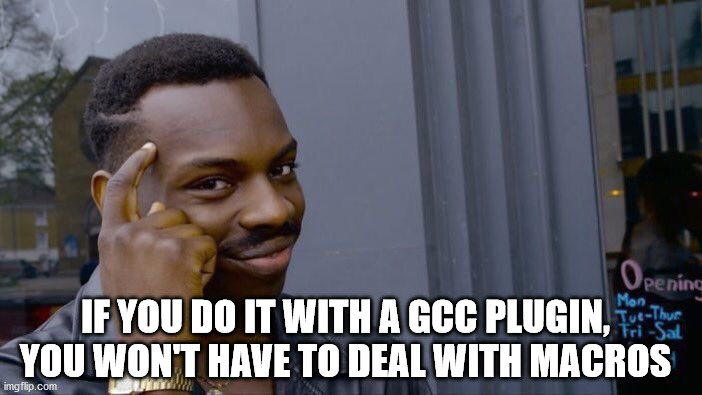 Opening
Mon
Tue-Thur
Fri-Sat
IF YOU DO IT WITH A GCC PLUGIN,
YOU WON'T HAVE TO DEAL WITH MACROS
imgflip.com